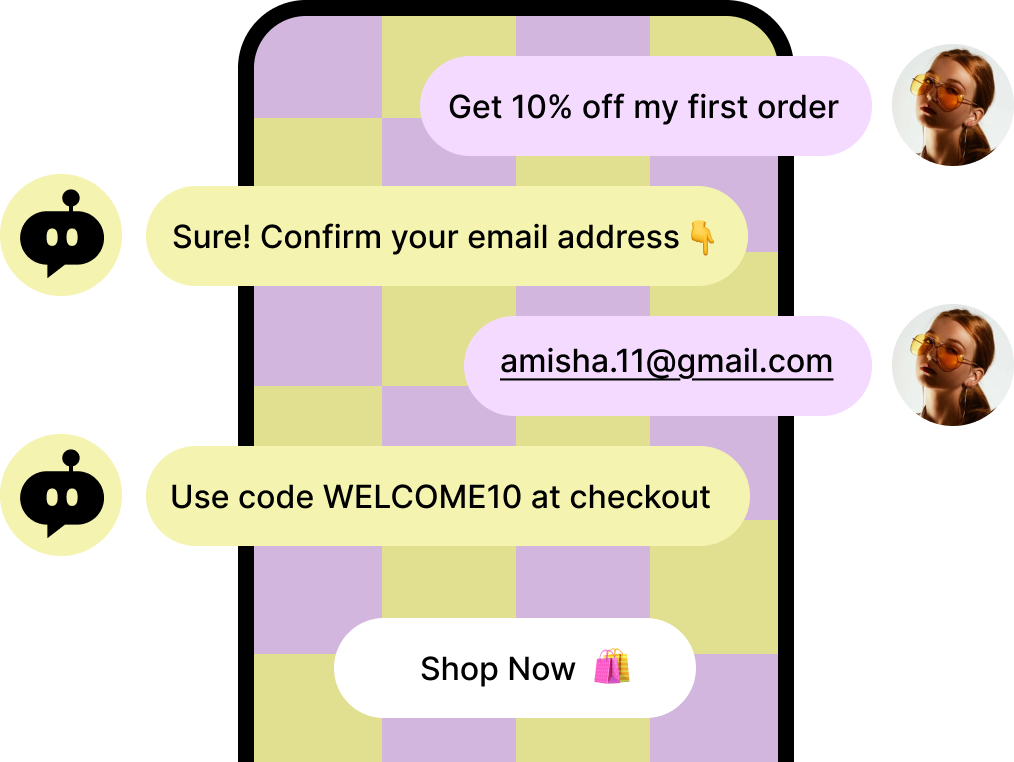 Get 10% off my first order
Sure! Confirm your email address 👇
amisha.11@gmail.com
Use code WELCOME10 at checkout
Shop Now 🛍️